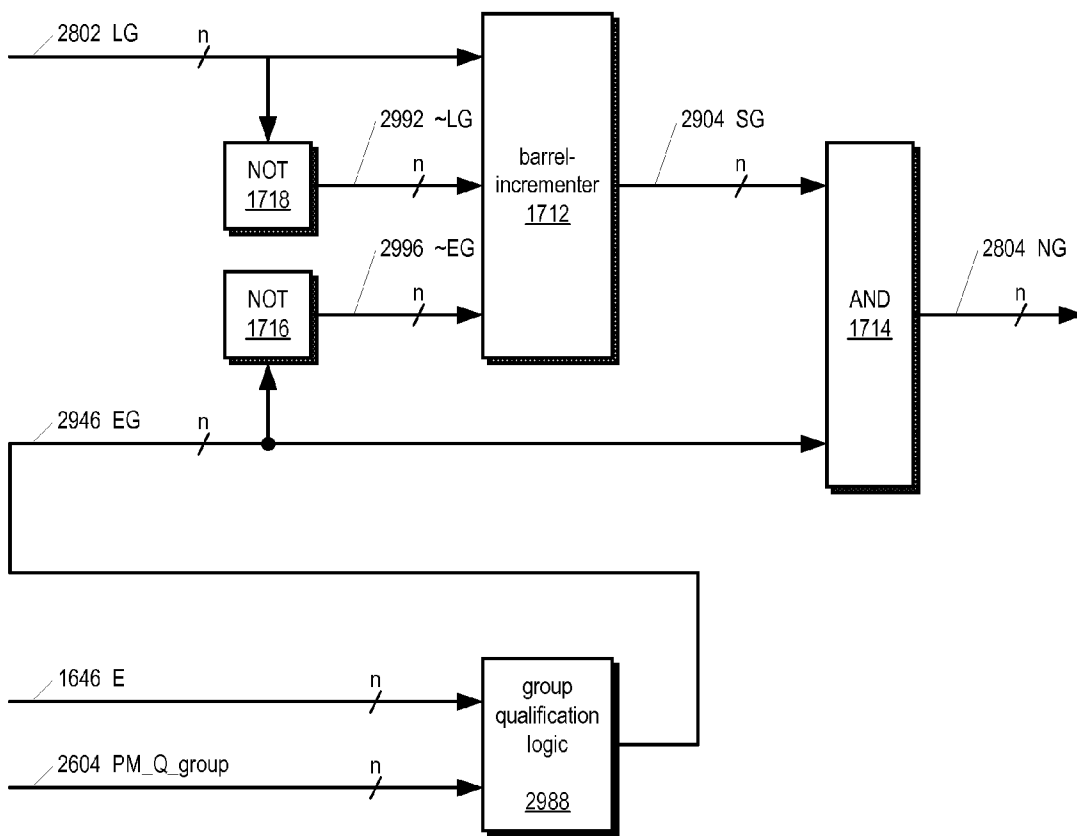 2802 LG
n
2992 ~LG
n
NOT
1718
barrel-
incrementer
1712
2904 SG
n
2996 ~EG
n
NOT
1716
AND
1714
2804 NG
n
2946 EG
n
1646 E
n
2604 PM_Q_group
n
group
qualification
logic
2988